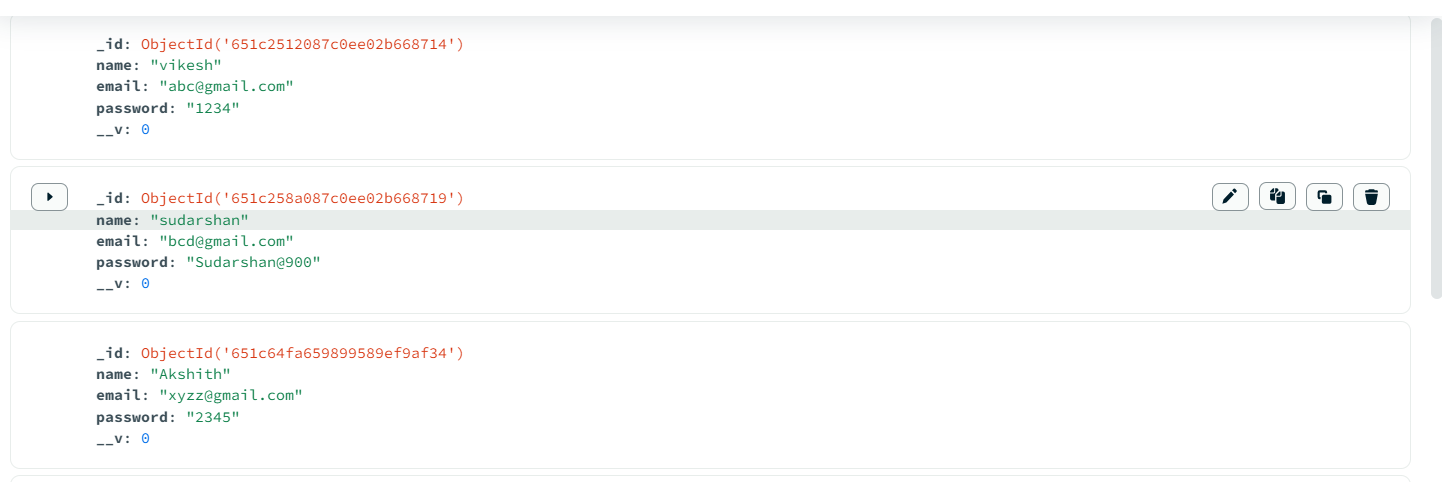 _id: ObjectId('651c2512087c0ee02b668714')
name: "vikesh"
email: "abc@gmail.com"
password: "1234"
__v: 0
_id: ObjectId('651c258a087c0ee02b668719')
name: "sudarshan"
email: "bcd@gmail.com"
password: "Sudarshan@900"
__v: 0
_id: ObjectId('651c64fa659899589ef9af34')
name: "Akshith"
email: "xyzz@gmail.com"
password: "2345"
__v: 0